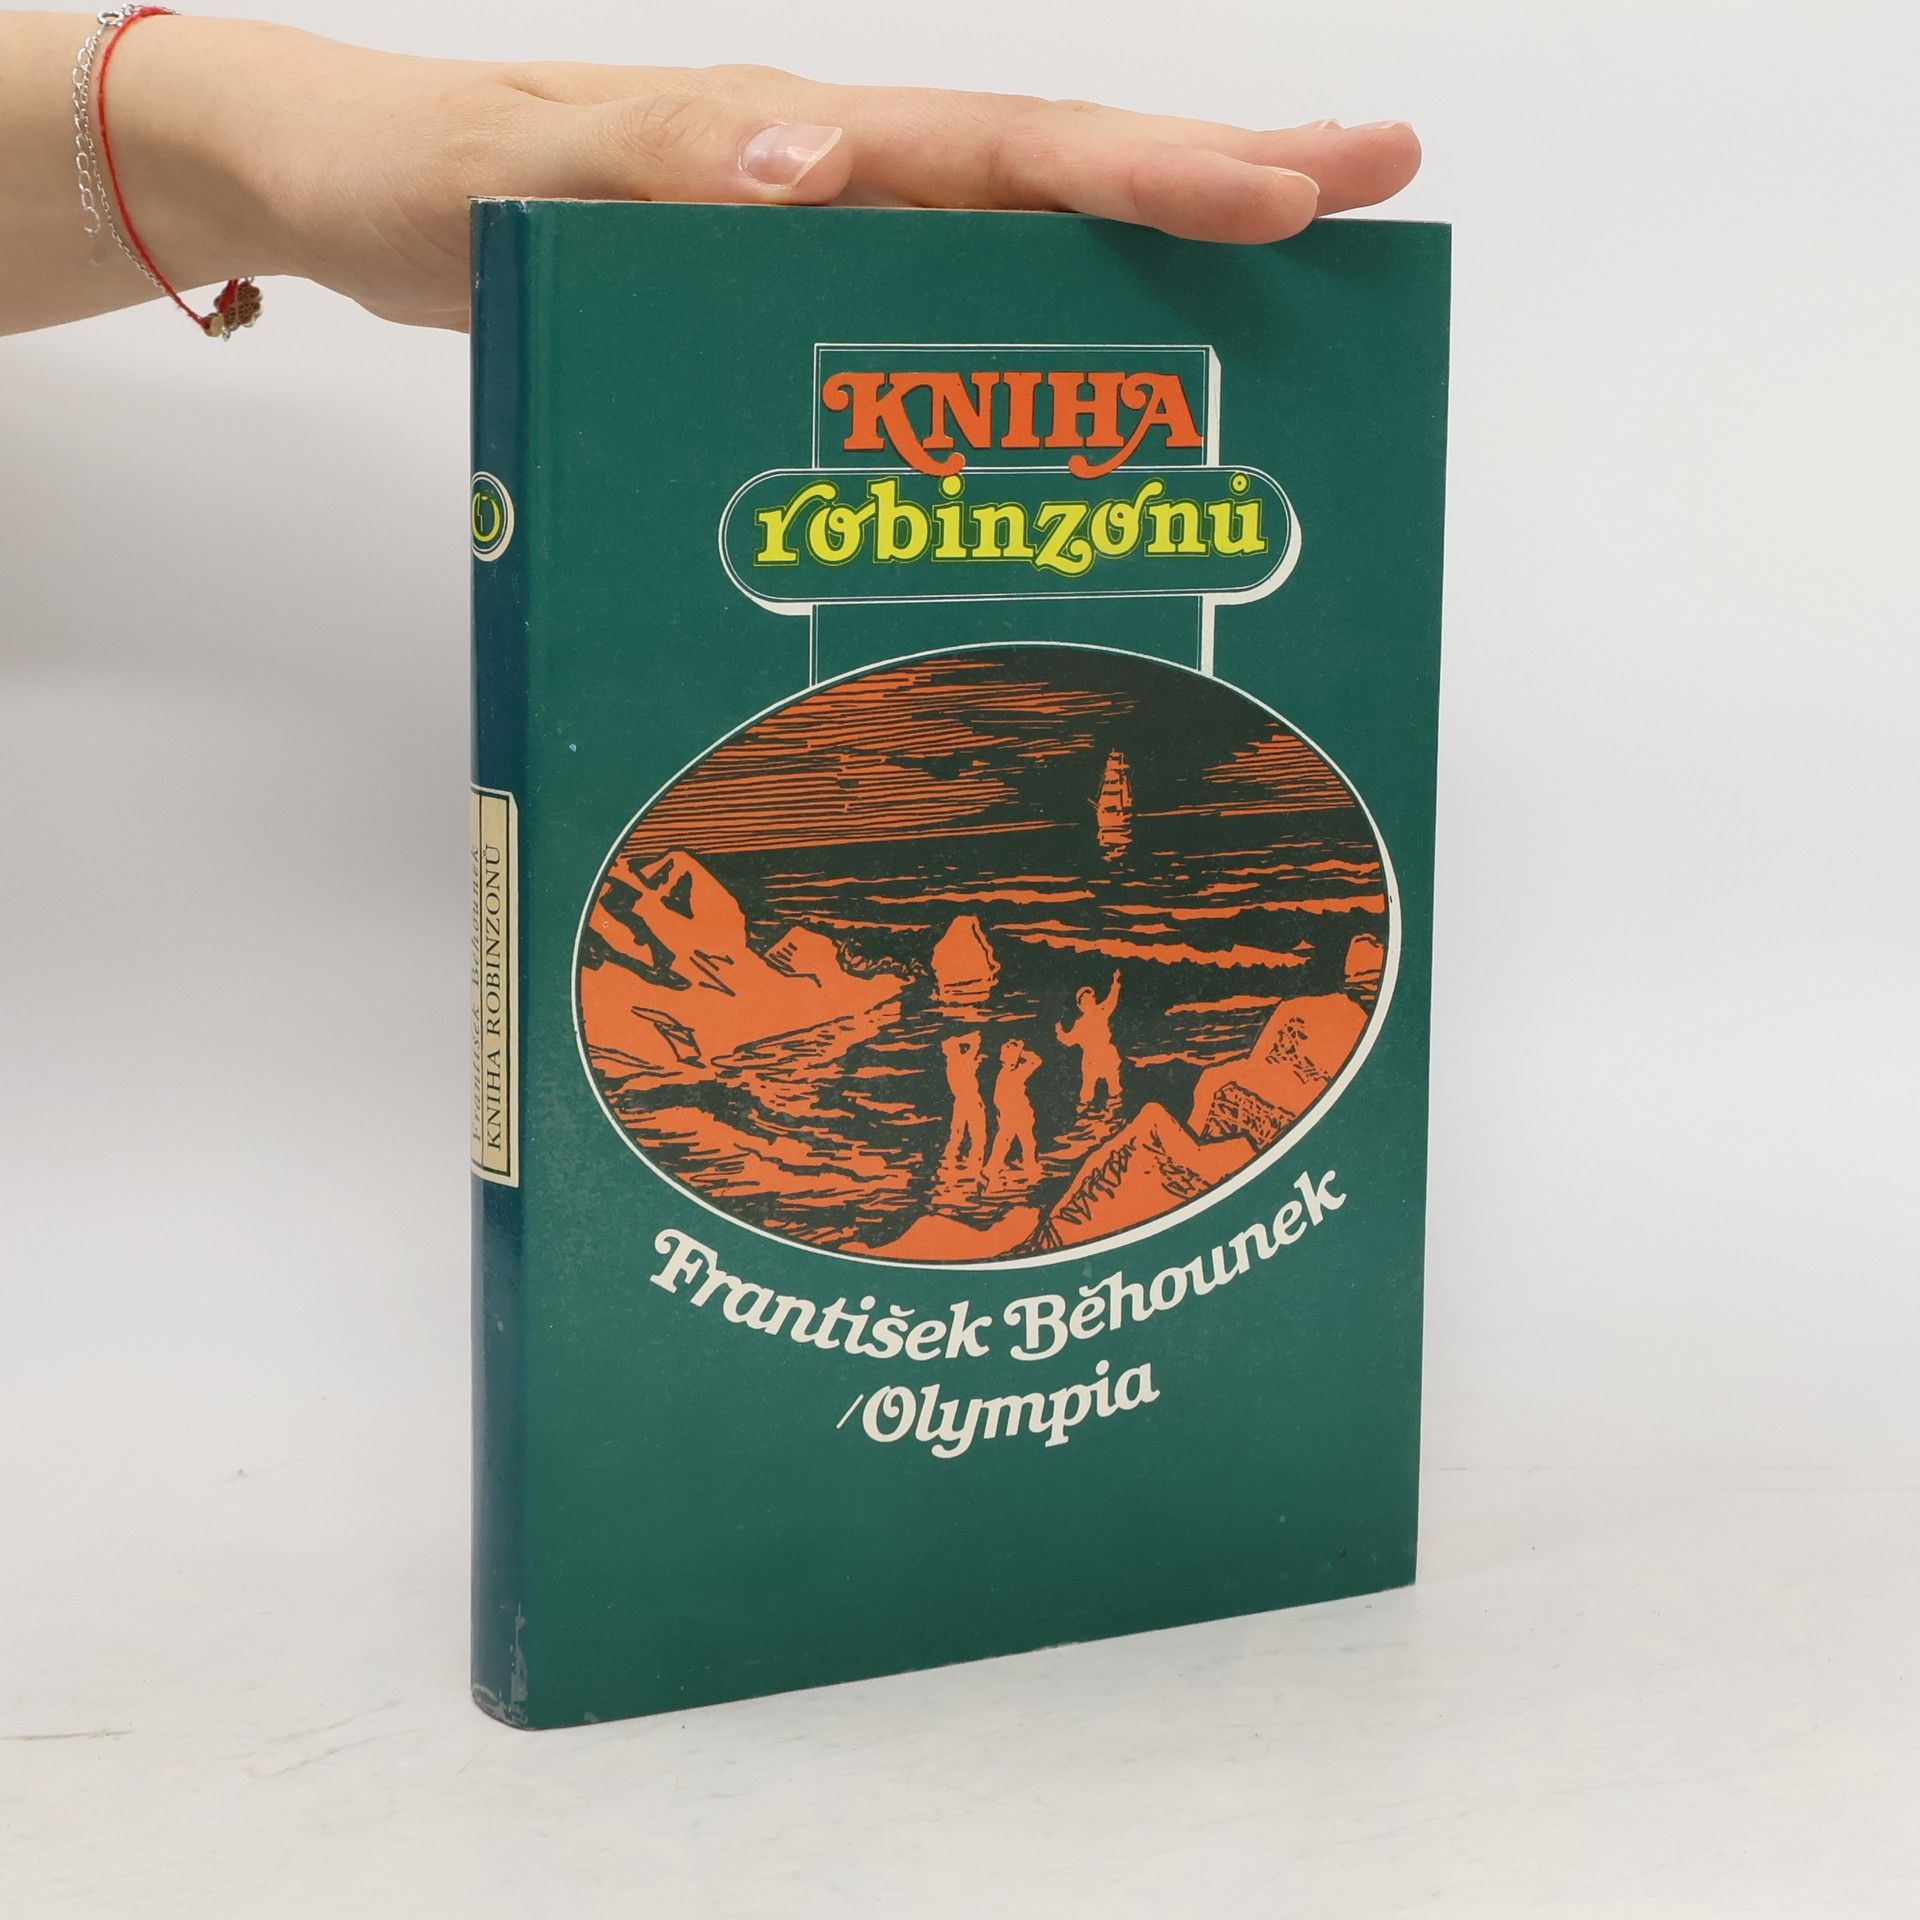 KNIHA
robinzonů
František Běhounek
/Olympia
František Běhounek
KNIHA ROBINZONŮ